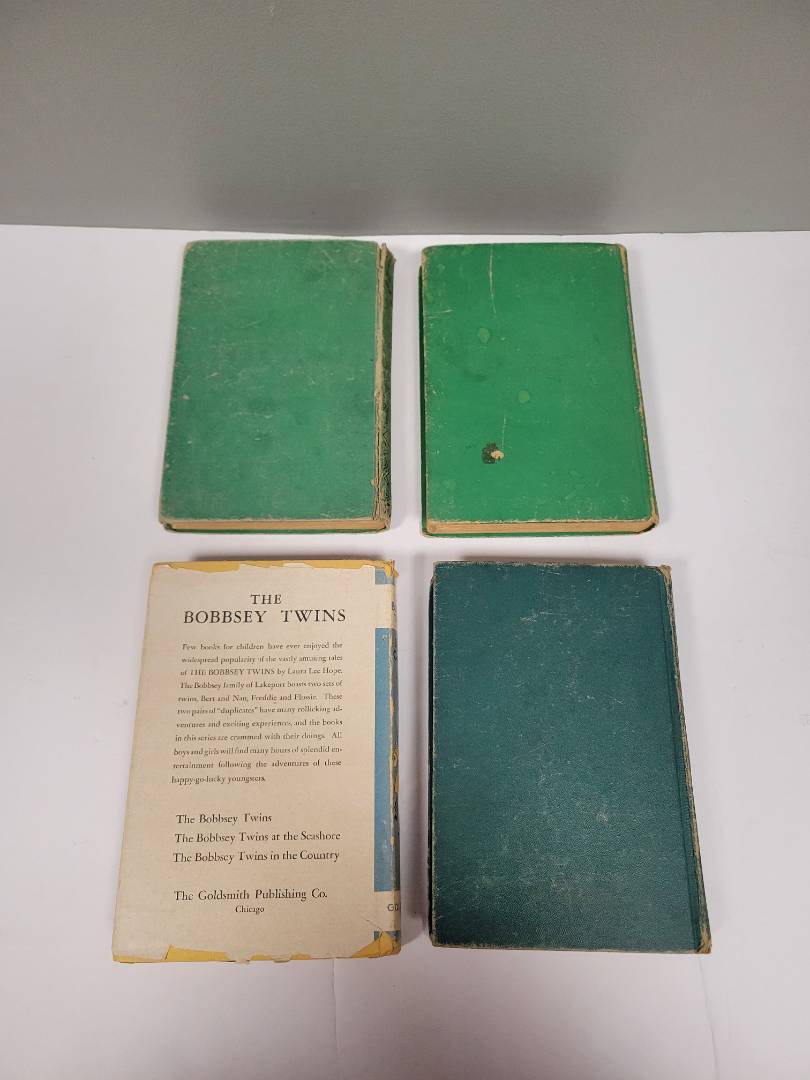 THE
BOBBSEY TWINS
Few books for children have ever enjoyed the
widespread popularity of the vastly amusing tales
of THE BOBBSEY TWINS by Laura Lee Hope.
The Bobbsey family of Lakeport boasts two sets of
twins, Bert and Nan, Freddie and Flossie. These
two pairs of "duplicates" have many rollicking ad-
ventures and exciting experiences, and the books
in this series are crammed with their doings. All
boys and girls will find many hours of splendid en-
tertainment following the adventures of these
happy-go-lucky youngsters.
The Bobbsey Twins
The Bobbsey Twins at the Seashore
The Bobbsey Twins in the Country
The Goldsmith Publishing Co.
Chicago